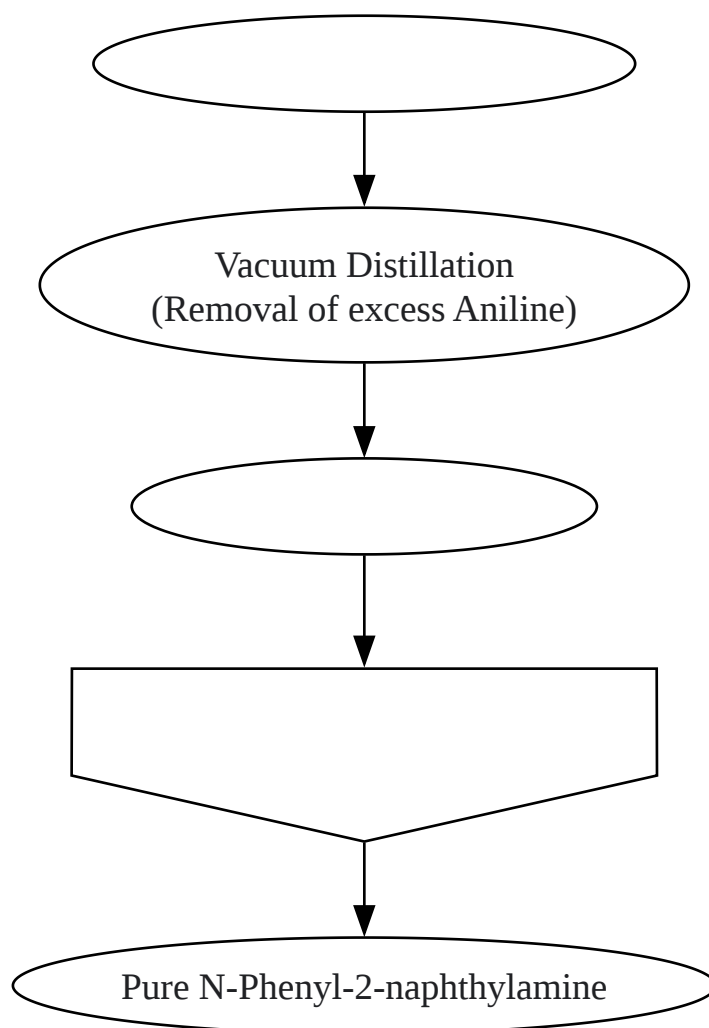 Vacuum Distillation
(Removal of excess Aniline)
Pure N-Phenyl-2-naphthylamine